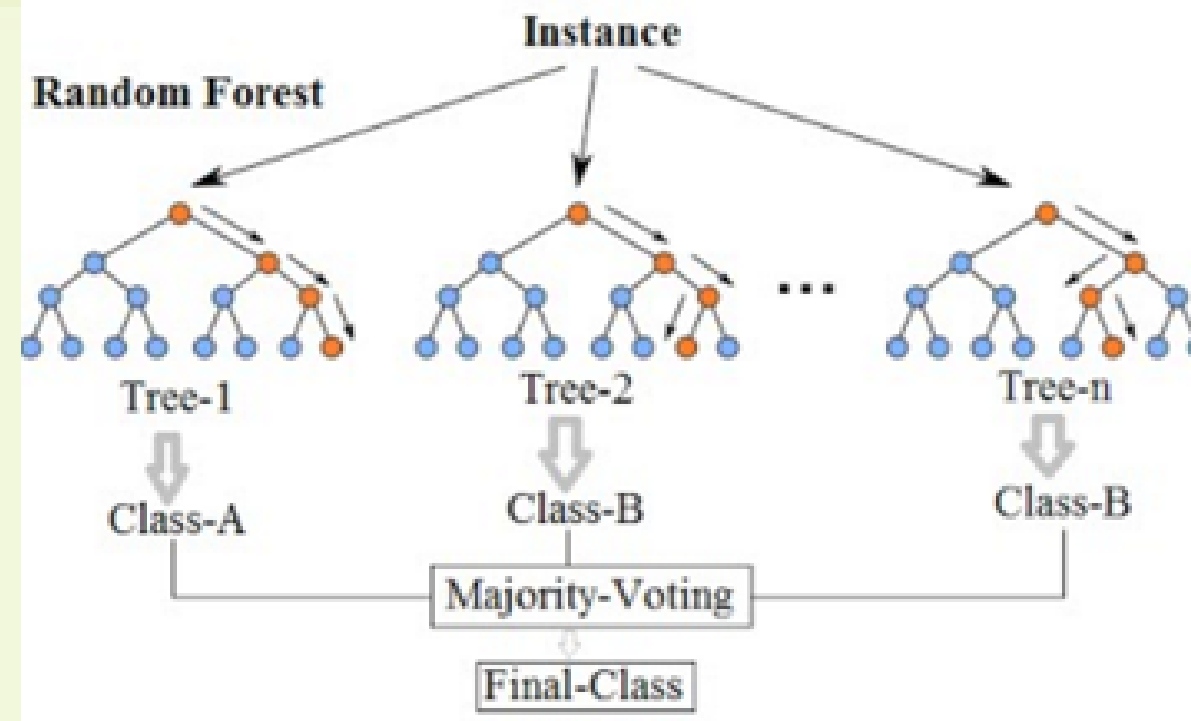 Instance
Random Forest
...
Tree-1
Tree-2
Tree-n
Class-A
Class-B
Class-B
Majority-Voting
Final-Class